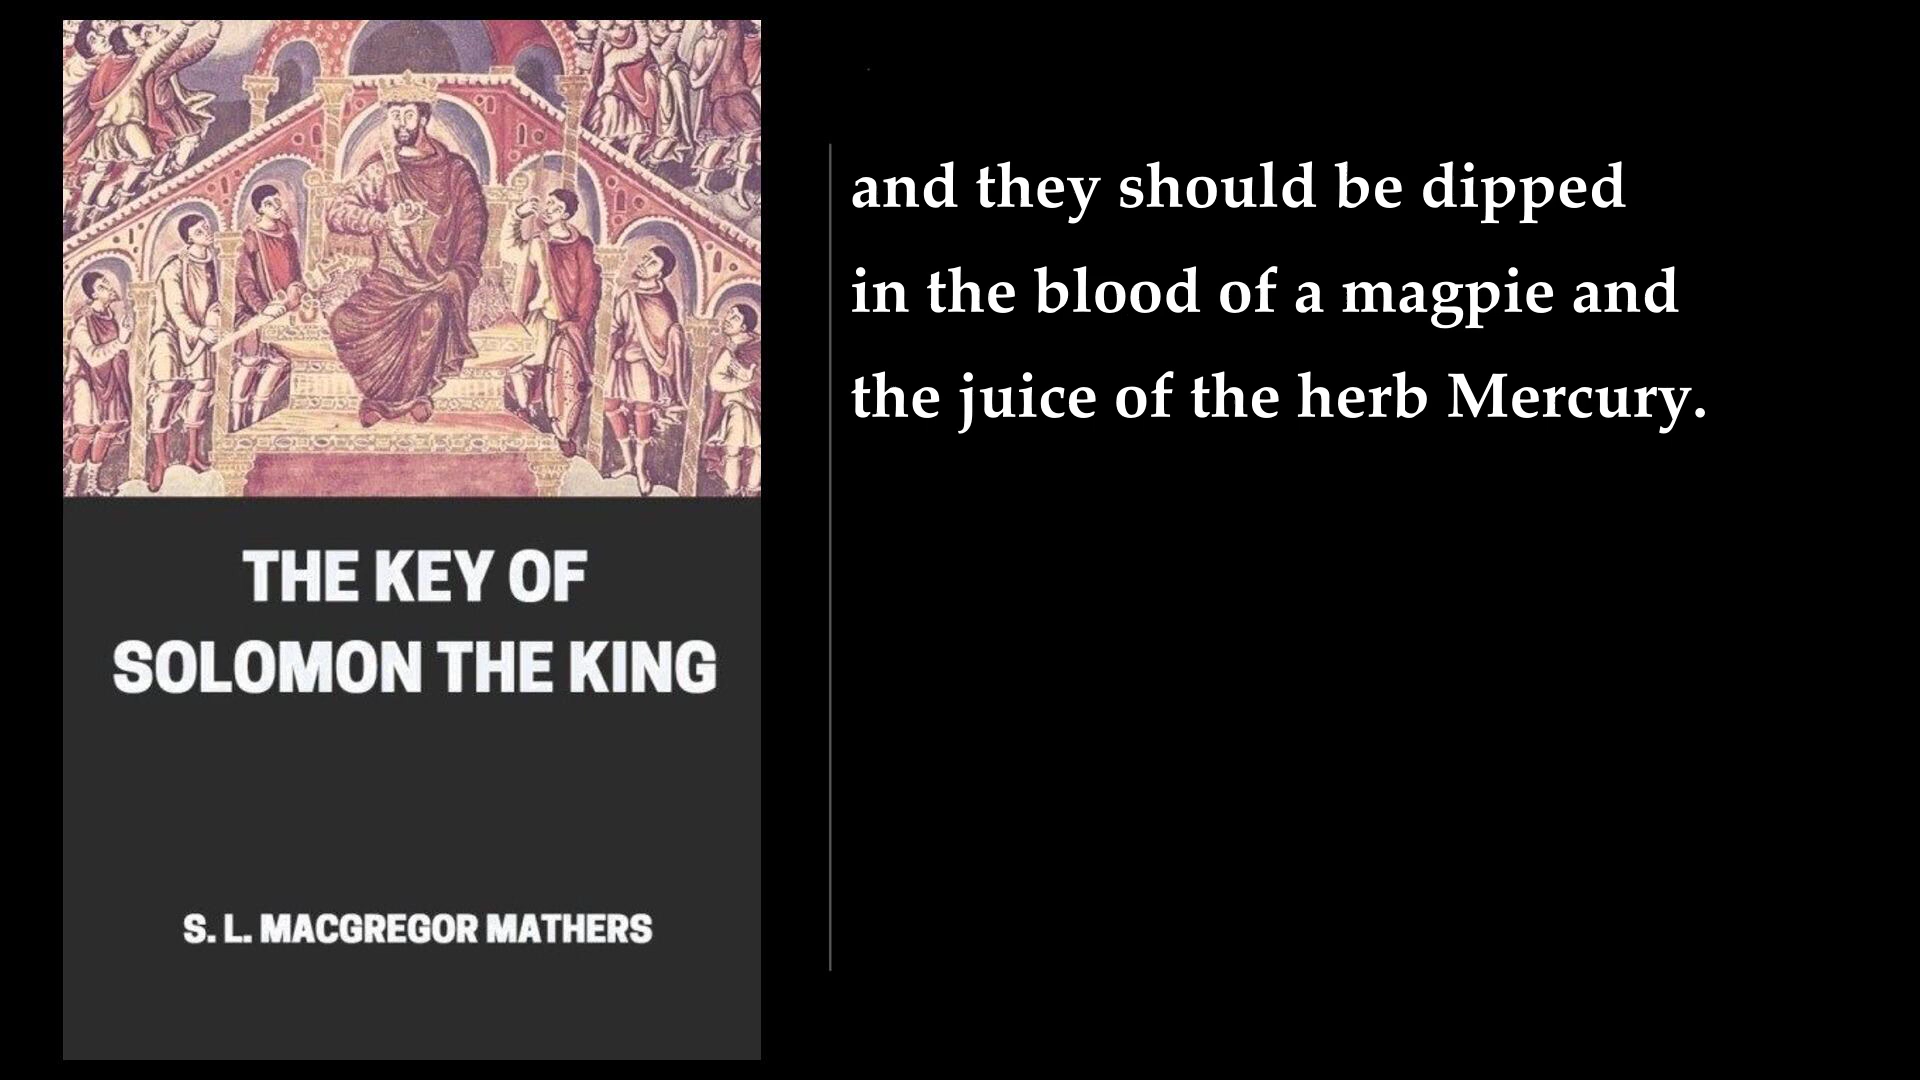 THE KEY OF
SOLOMON THE KING
S. L. MACGREGOR MATHERS
and they should be dipped
in the blood of a magpie and
the juice of the herb Mercury.